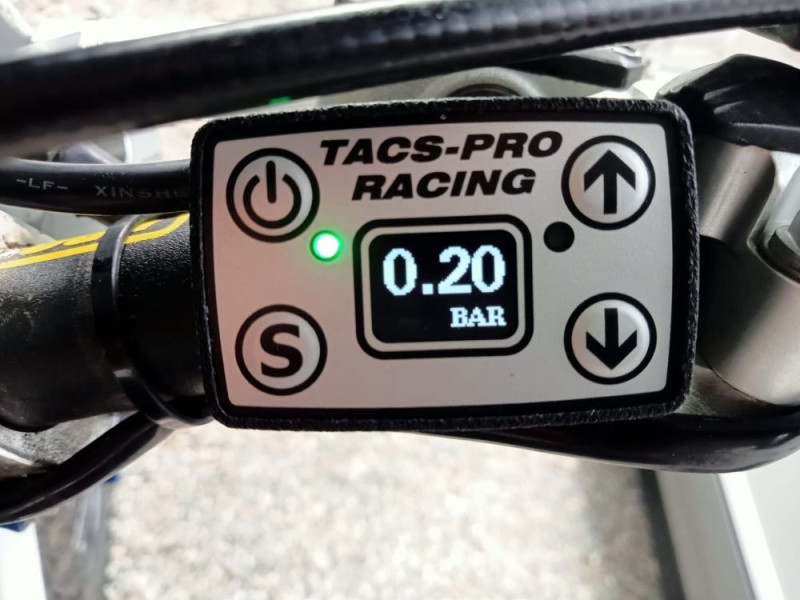 TACS-PRO
RACING
-LF- XINSHE
0.20
BAR
S